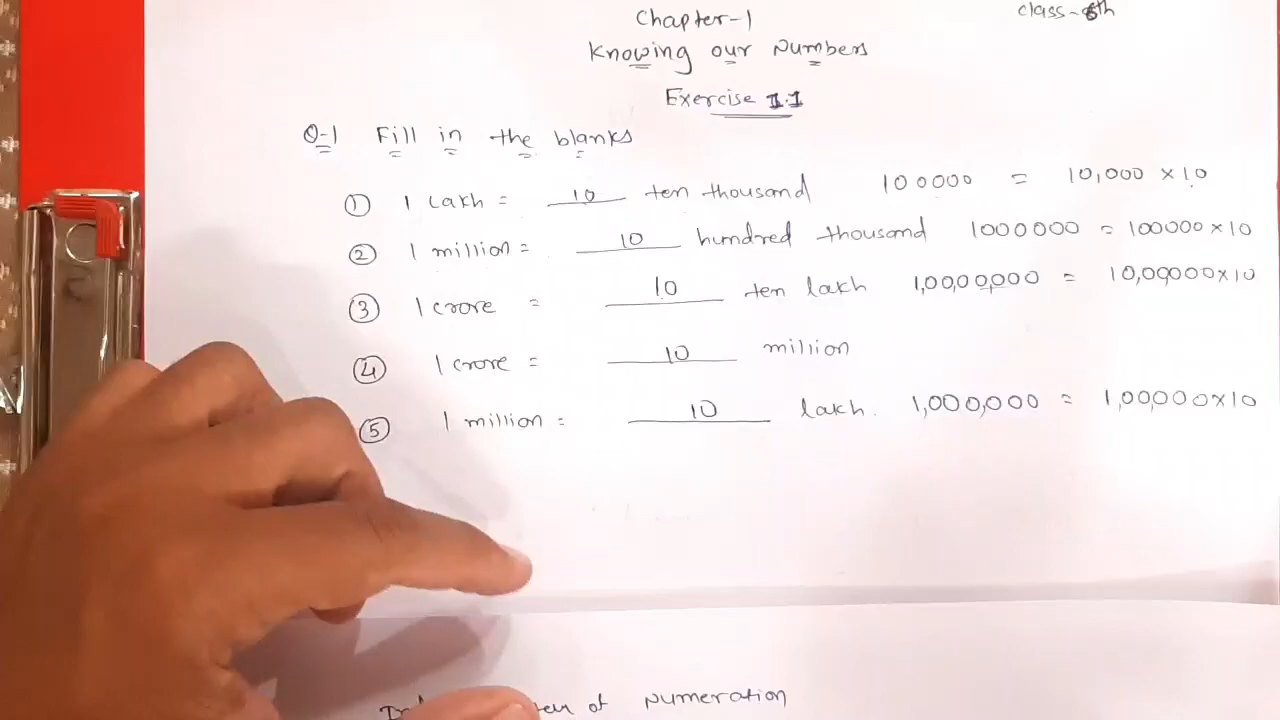 Chapter-1
class-6th
Knowing our Numbers
Exercise 1.1
Q-1 Fill in the blanks
① 1 Lakh = 10 ten thousand 100000 = 10,000 × 10
② 1 million = 10 hundred thousand 1000000 = 100000 × 10
③ 1 crore = 10 ten lakh 1,00,00,000 = 10,00000×10
④ 1 crore = 10 million
⑤ 1 million = 10 lakh. 1,000,000 = 1,00,000×10
of Numeration